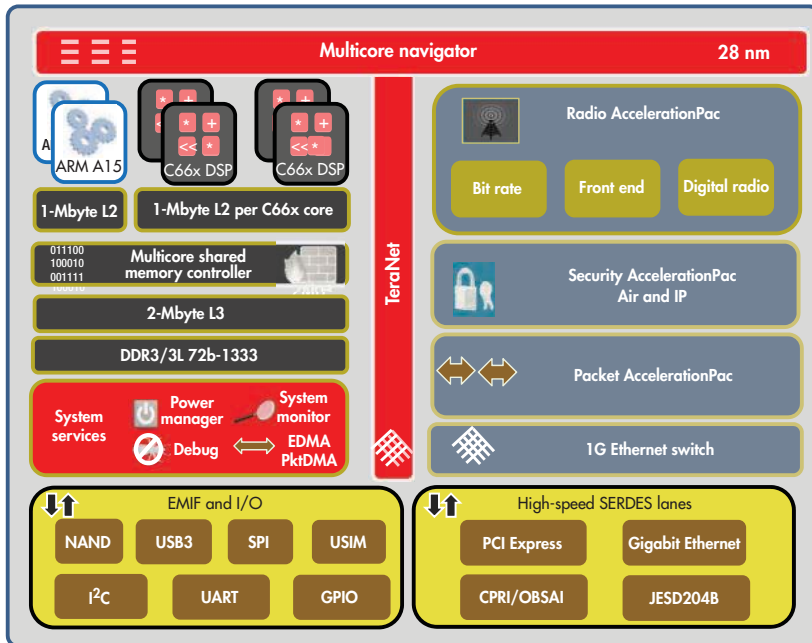 Multicore navigator
28 nm
A
ARM A15
* +
<<
* +
<< *
C66x DSP
* +
<<
* +
<< *
C66x DSP
1-Mbyte L2
1-Mbyte L2 per C66x core
011100
100010
001111
100010
Multicore shared
memory controller
2-Mbyte L3
DDR3/3L 72b-1333
System
services
Power
manager
System
monitor
Debug
EDMA
PktDMA
TeraNet
Radio AccelerationPac
Bit rate
Front end
Digital radio
Security AccelerationPac
Air and IP
Packet AccelerationPac
1G Ethernet switch
EMIF and I/O
NAND
USB3
SPI
USIM
I²C
UART
GPIO
High-speed SERDES lanes
PCI Express
Gigabit Ethernet
CPRI/OBSAI
JESD204B